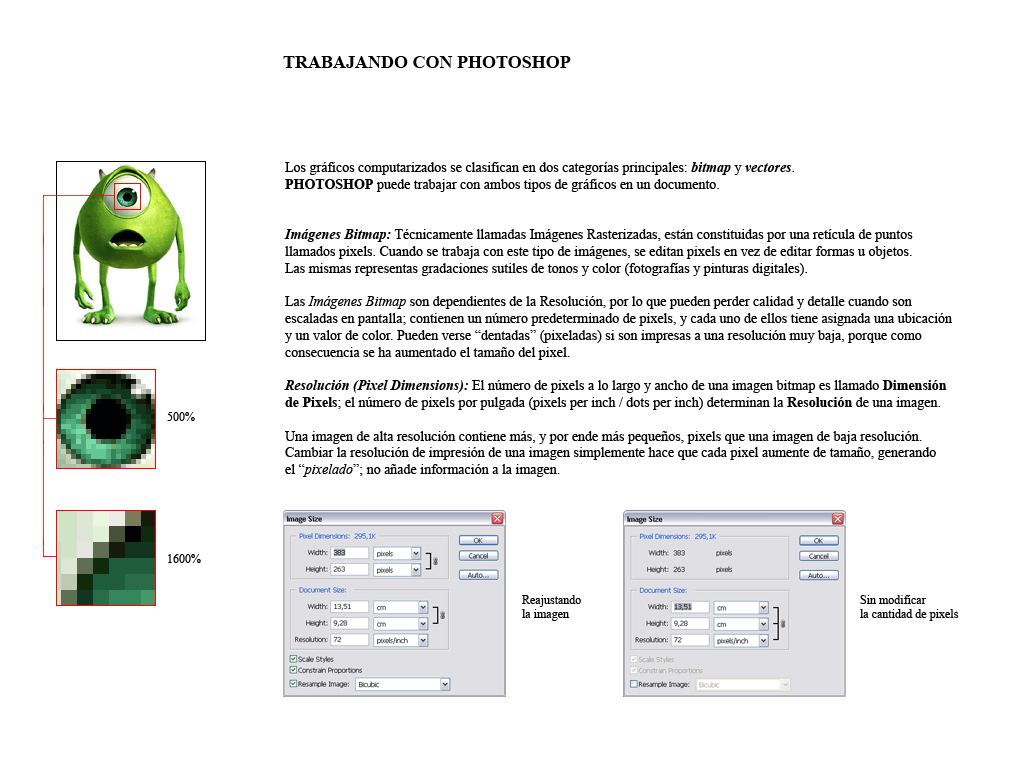 TRABAJANDO CON PHOTOSHOP
Los gráficos computarizados se clasifican en dos categorías principales: bitmap y vectores.
PHOTOSHOP puede trabajar con ambos tipos de gráficos en un documento.
Imágenes Bitmap: Técnicamente llamadas Imágenes Rasterizadas, están constituidas por una retícula de puntos
llamados pixels. Cuando se trabaja con este tipo de imágenes, se editan pixels en vez de editar formas u objetos.
Las mismas representas gradaciones sutiles de tonos y color (fotografías y pinturas digitales).
Las Imágenes Bitmap son dependientes de la Resolución, por lo que pueden perder calidad y detalle cuando son
escaladas en pantalla; contienen un número predeterminado de pixels, y cada uno de ellos tiene asignada una ubicación
y un valor de color. Pueden verse “dentadas” (pixeladas) si son impresas a una resolución muy baja, porque como
consecuencia se ha aumentado el tamaño del pixel.
Resolución (Pixel Dimensions): El número de pixels a lo largo y ancho de una imagen bitmap es llamado Dimensión
de Pixels; el número de pixels por pulgada (pixels per inch / dots per inch) determinan la Resolución de una imagen.
Una imagen de alta resolución contiene más, y por ende más pequeños, pixels que una imagen de baja resolución.
Cambiar la resolución de impresión de una imagen simplemente hace que cada pixel aumente de tamaño, generando
el “pixelado”; no añade información a la imagen.
500%
1600%
Image Size
Pixel Dimensions: 295,1K
Width: 383 pixels
Height: 263 pixels
Document Size:
Width: 13,51 cm
Height: 9,28 cm
Resolution: 72 pixels/inch
Scale Styles
Constrain Proportions
Resample Image: Bicubic
OK
Cancel
Auto...
Reajustando
la imagen
Image Size
Pixel Dimensions: 295,1K
Width: 383 pixels
Height: 263 pixels
Document Size:
Width: 13,51 cm
Height: 9,28 cm
Resolution: 72 pixels/inch
Scale Styles
Constrain Proportions
Resample Image: Bicubic
OK
Cancel
Auto...
Sin modificar
la cantidad de pixels